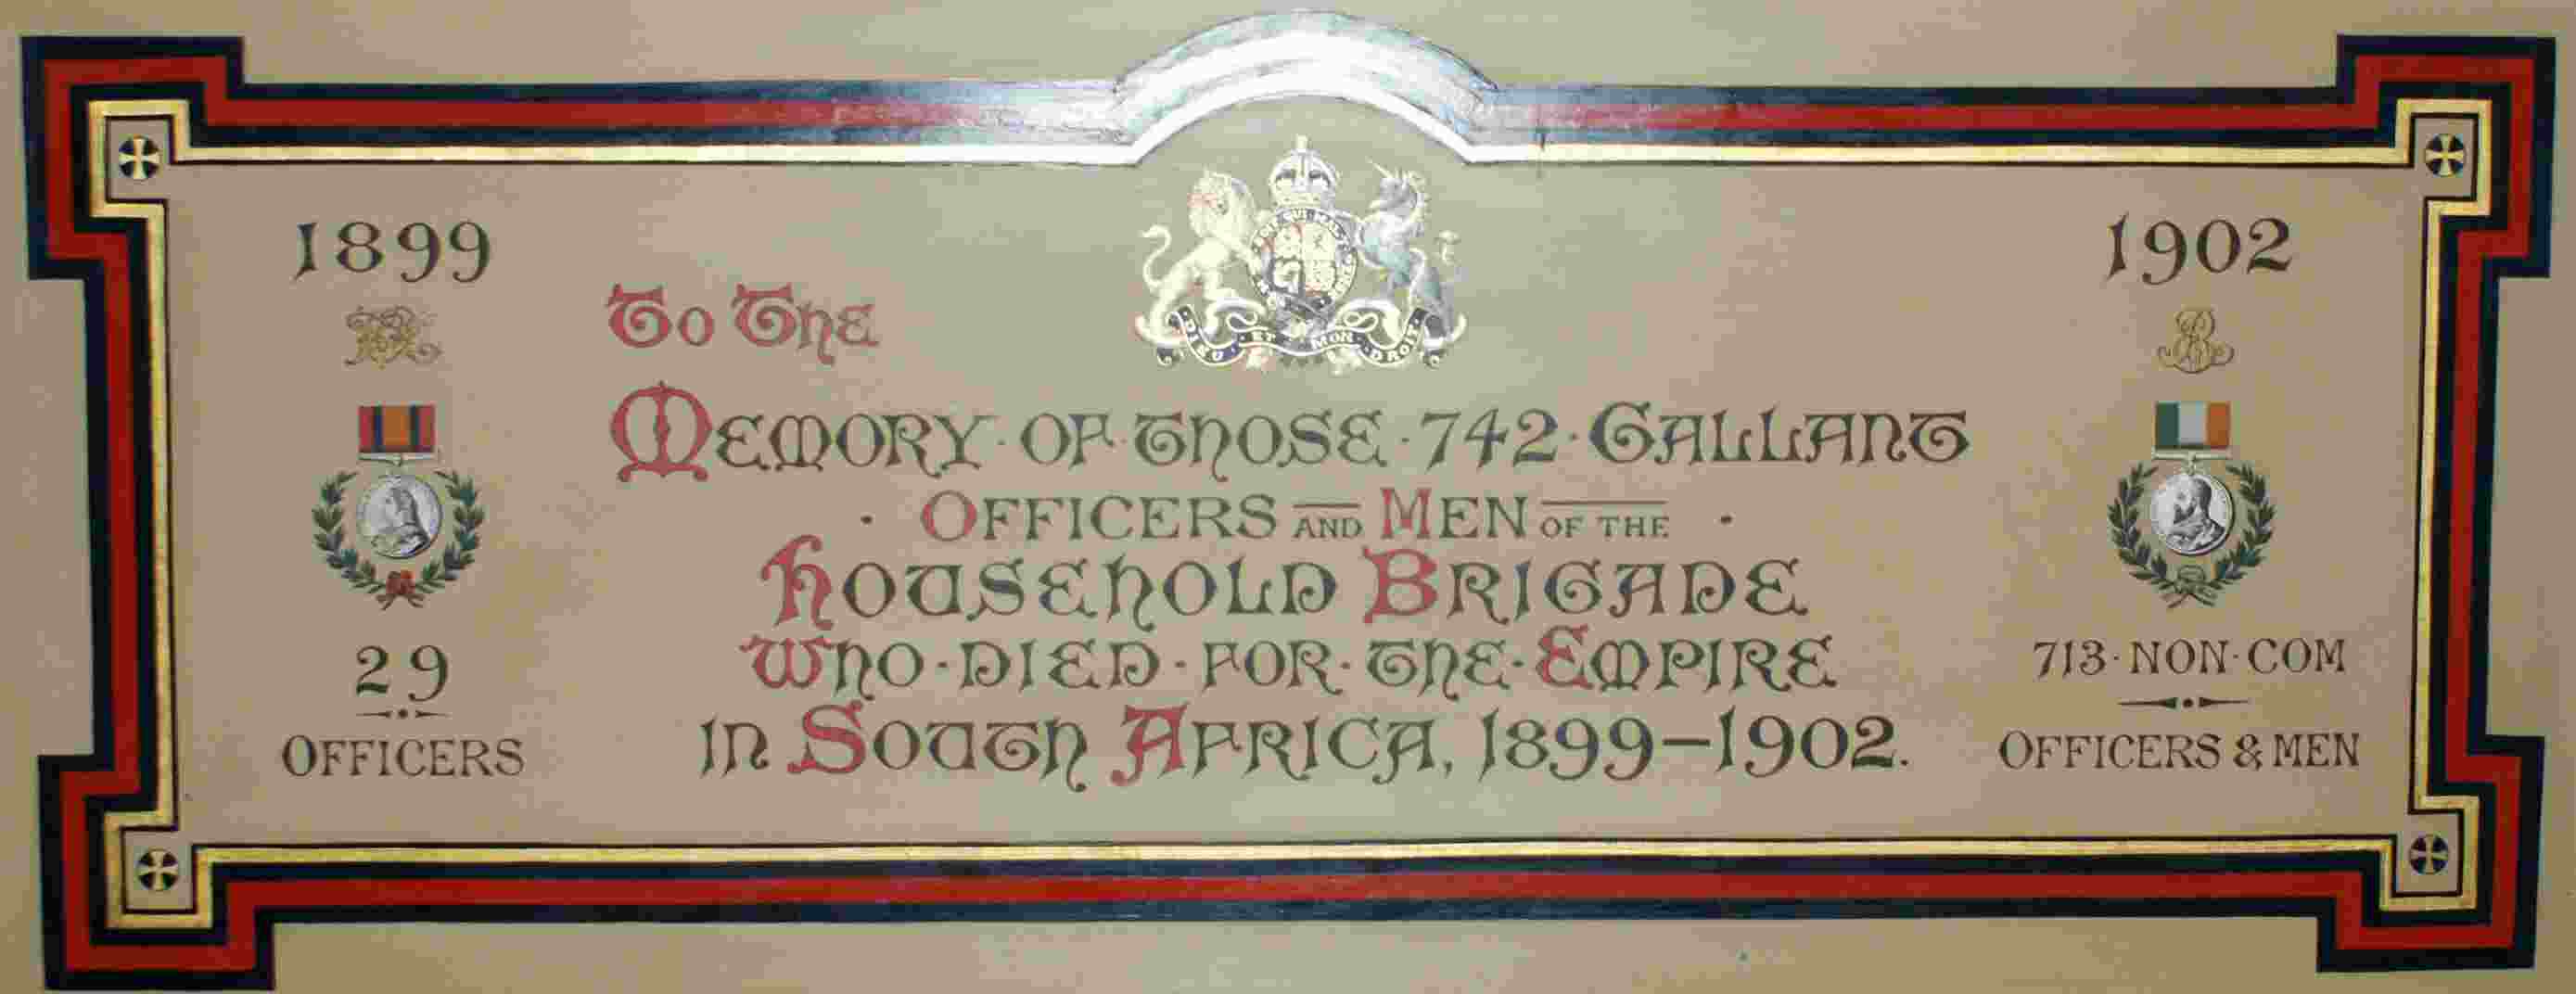 1899
1902
To The
DIEU · ET · MON · DROIT
Memory · of · those · 742 · Gallant
· Officers and Men of the ·
Household Brigade
Who · died · for · the · Empire
in South Africa, 1899–1902.
29
OFFICERS
713 · NON · COM
OFFICERS & MEN